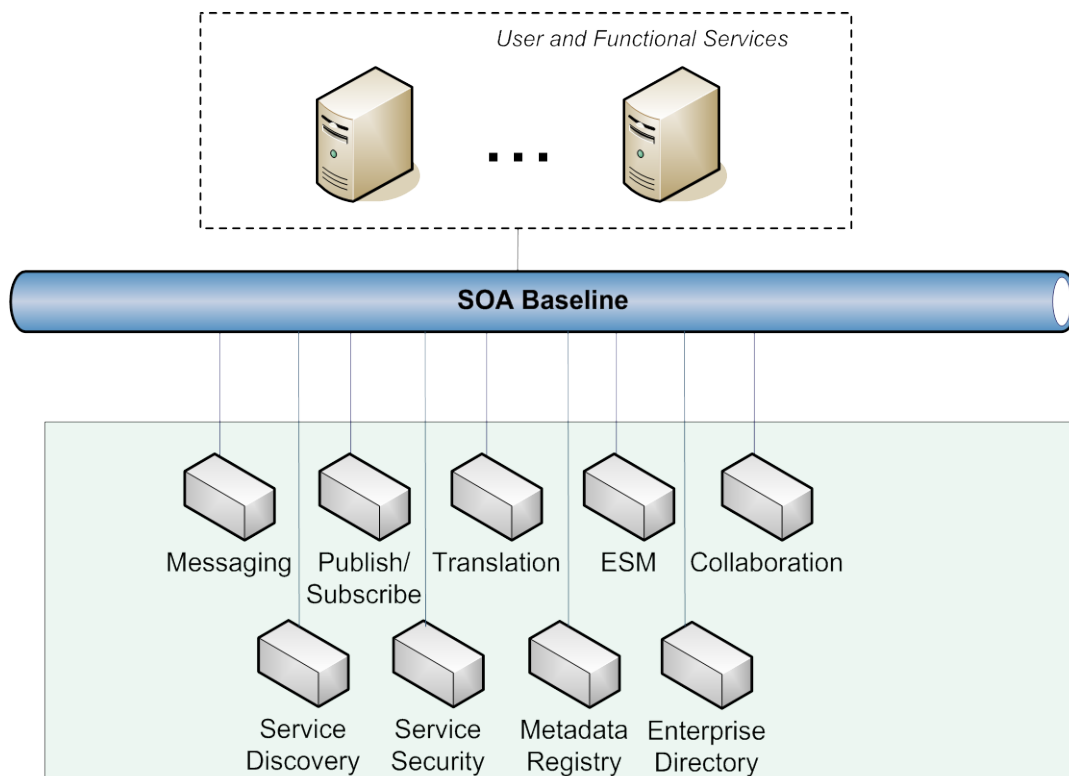 User and Functional Services
...
SOA Baseline
Messaging
Publish/
Subscribe
Translation
ESM
Collaboration
Service
Discovery
Service
Security
Metadata
Registry
Enterprise
Directory